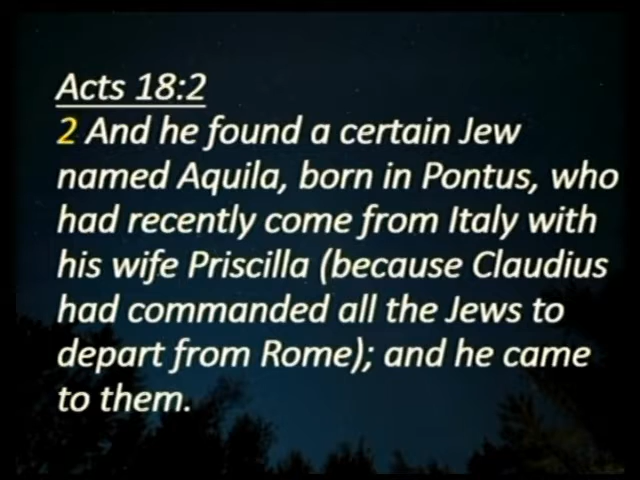 Acts 18:2
2 And he found a certain Jew
named Aquila, born in Pontus, who
had recently come from Italy with
his wife Priscilla (because Claudius
had commanded all the Jews to
depart from Rome); and he came
to them.